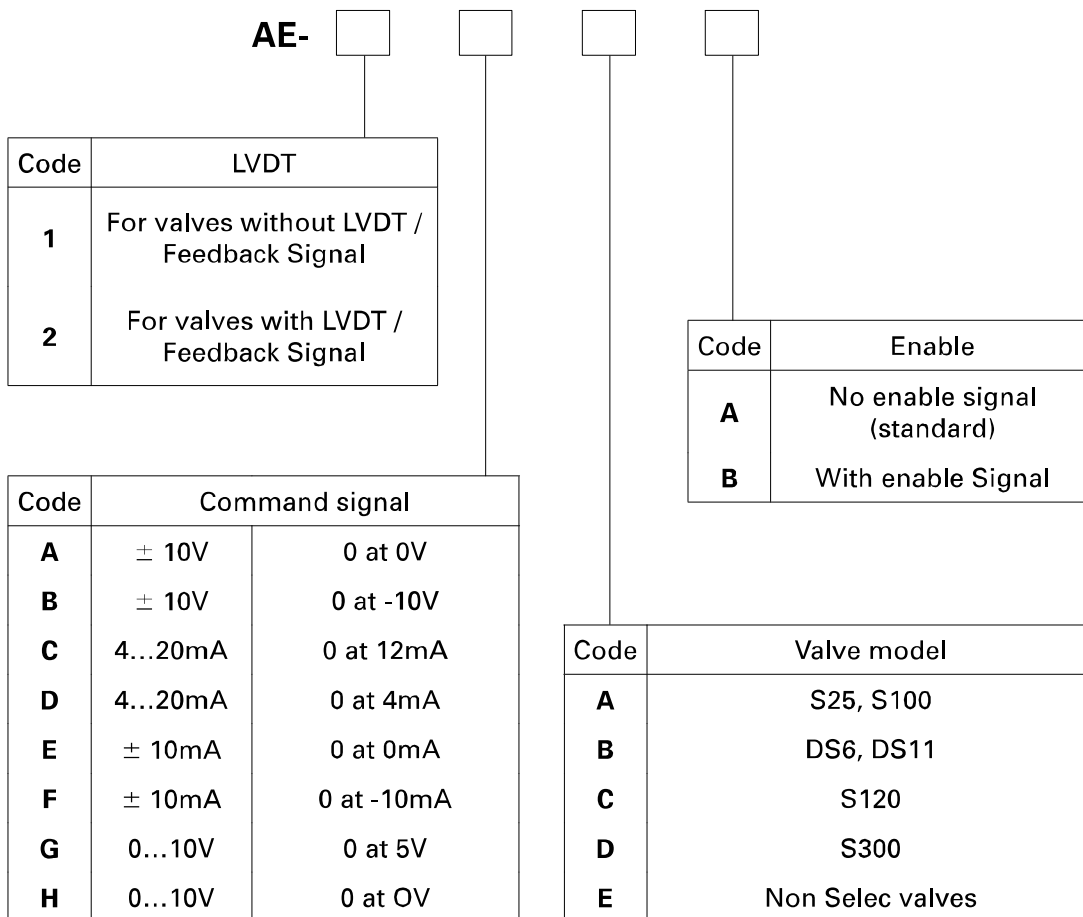 AE-
Code LVDT
1 For valves without LVDT /
Feedback Signal
2 For valves with LVDT /
Feedback Signal
Code Enable
A No enable signal
(standard)
B With enable Signal
Code Command signal
A ± 10V 0 at 0V
B ± 10V 0 at -10V
C 4...20mA 0 at 12mA
D 4...20mA 0 at 4mA
E ± 10mA 0 at 0mA
F ± 10mA 0 at -10mA
G 0...10V 0 at 5V
H 0...10V 0 at OV
Code Valve model
A S25, S100
B DS6, DS11
C S120
D S300
E Non Selec valves